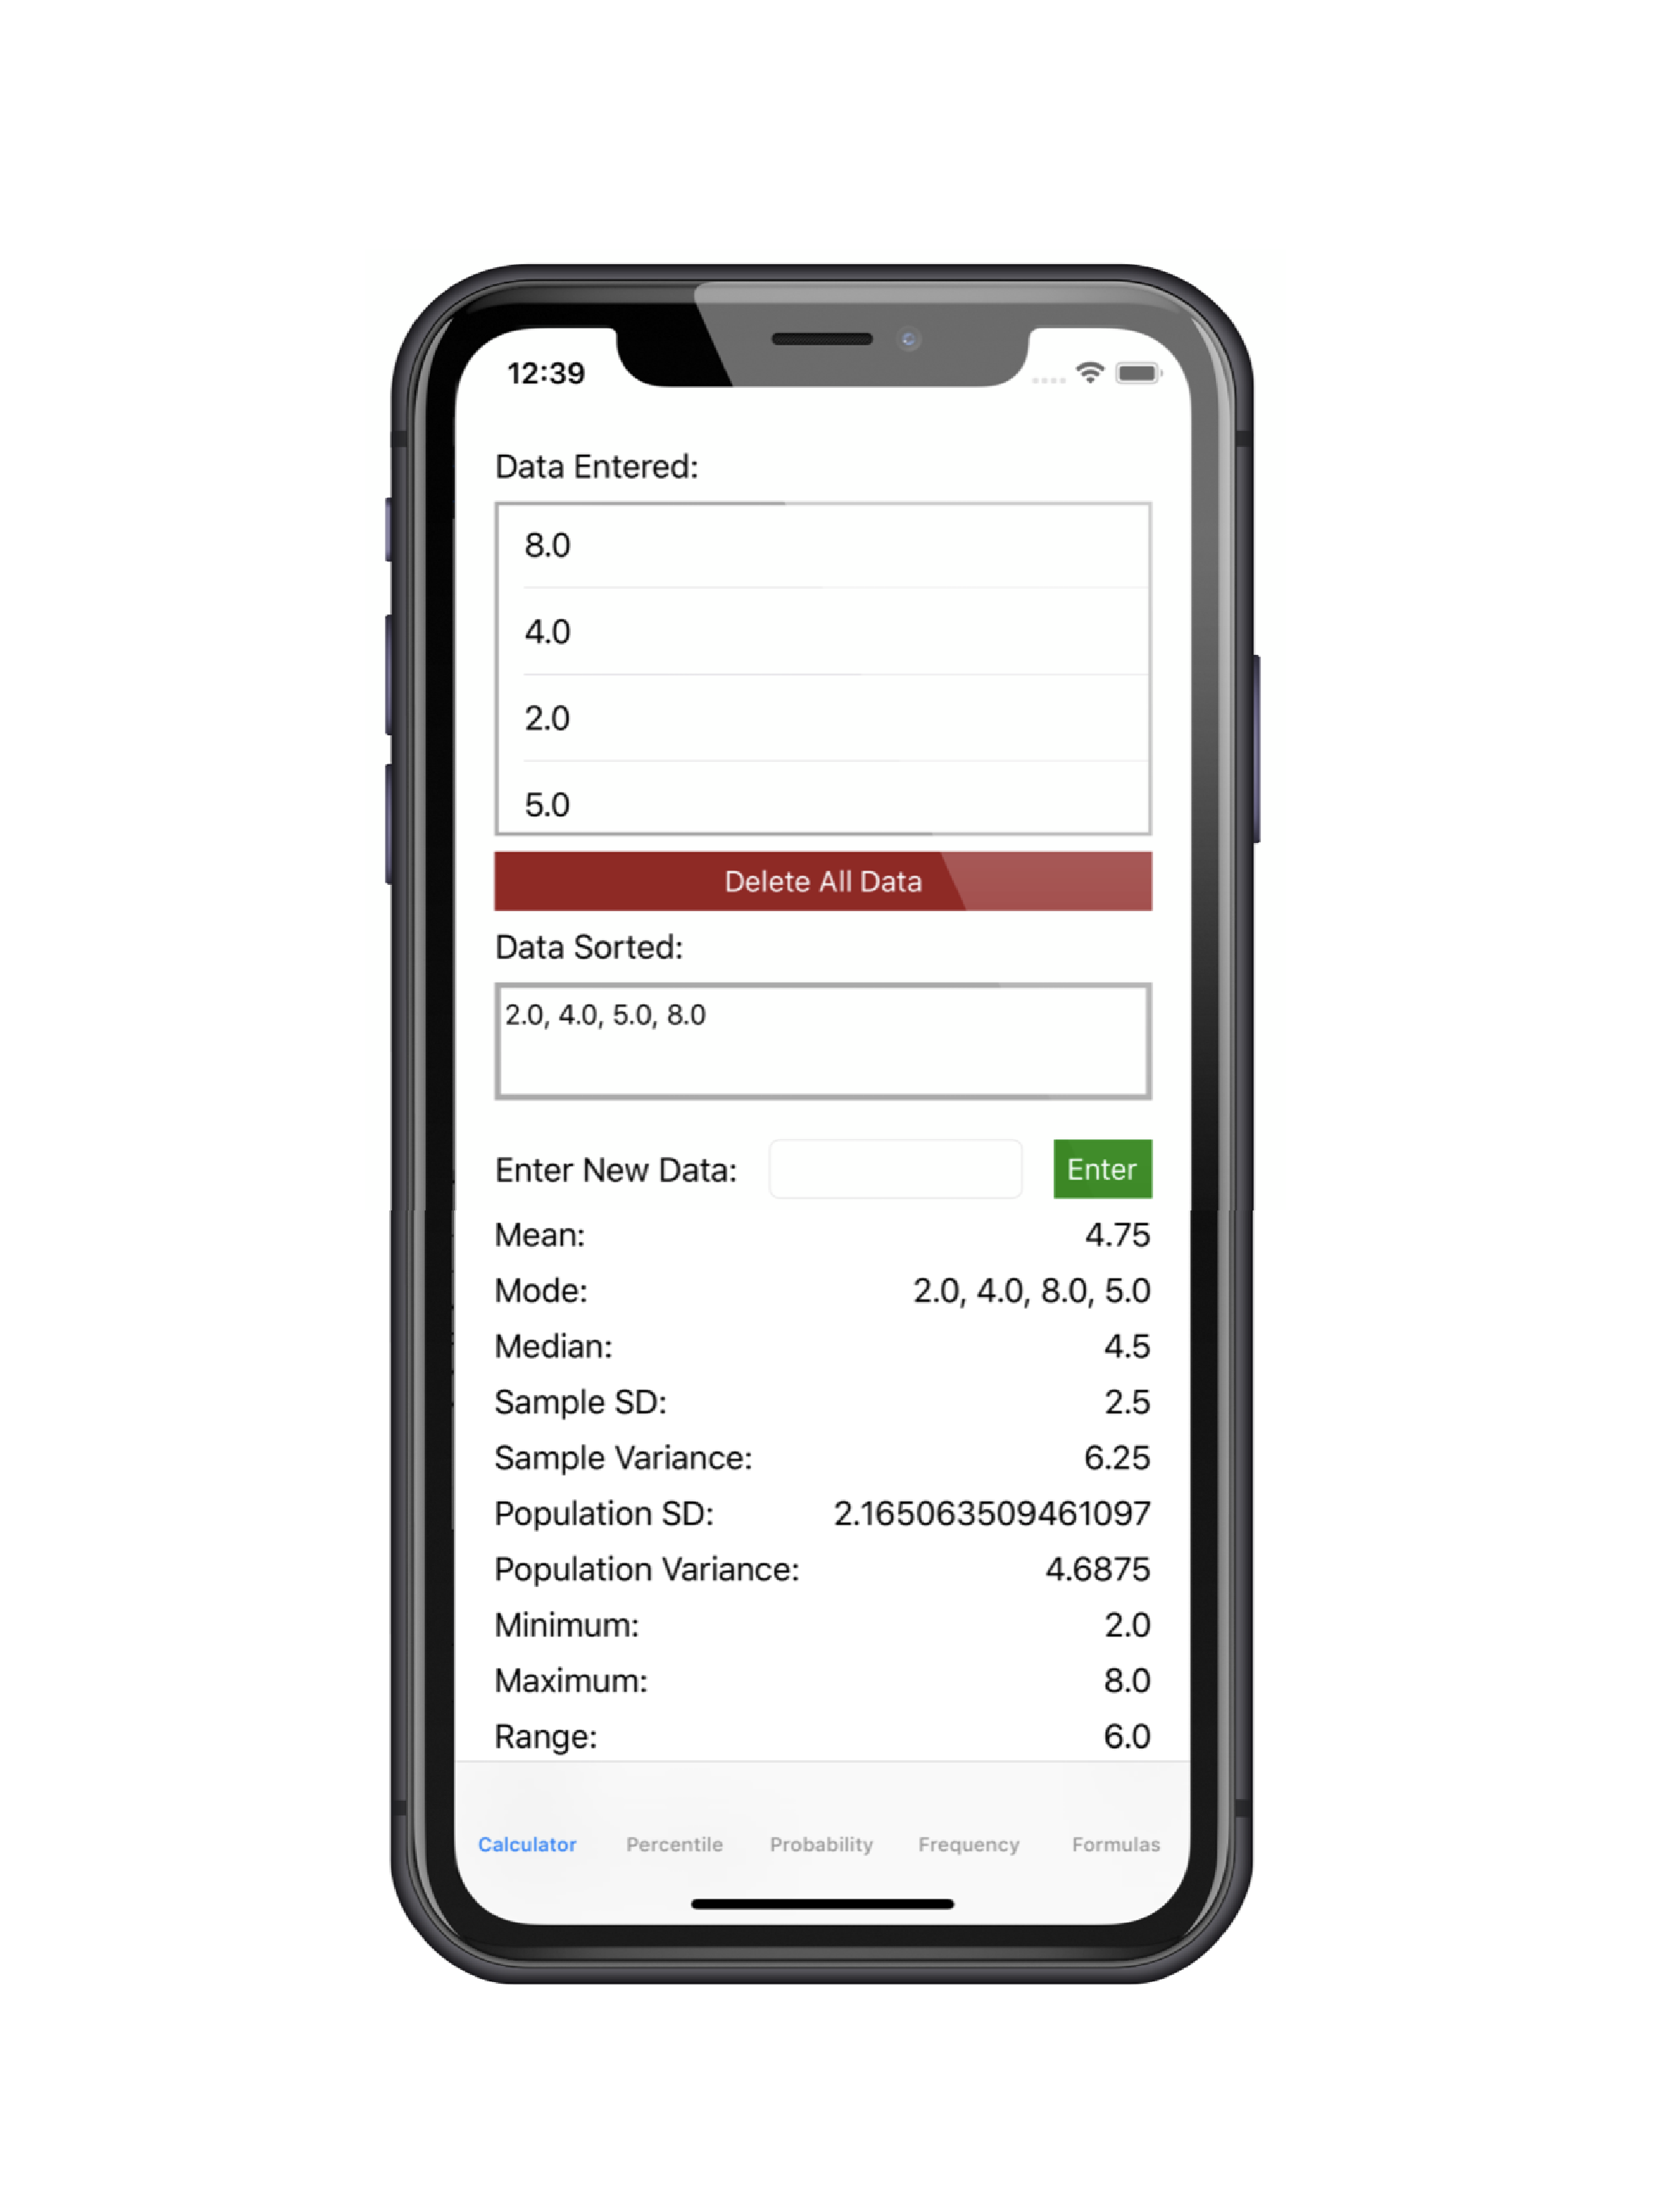 12:39
Data Entered:
8.0
4.0
2.0
5.0
Delete All Data
Data Sorted:
2.0, 4.0, 5.0, 8.0
Enter New Data: Enter
Mean: 4.75
Mode: 2.0, 4.0, 8.0, 5.0
Median: 4.5
Sample SD: 2.5
Sample Variance: 6.25
Population SD: 2.165063509461097
Population Variance: 4.6875
Minimum: 2.0
Maximum: 8.0
Range: 6.0
Calculator Percentile Probability Frequency Formulas